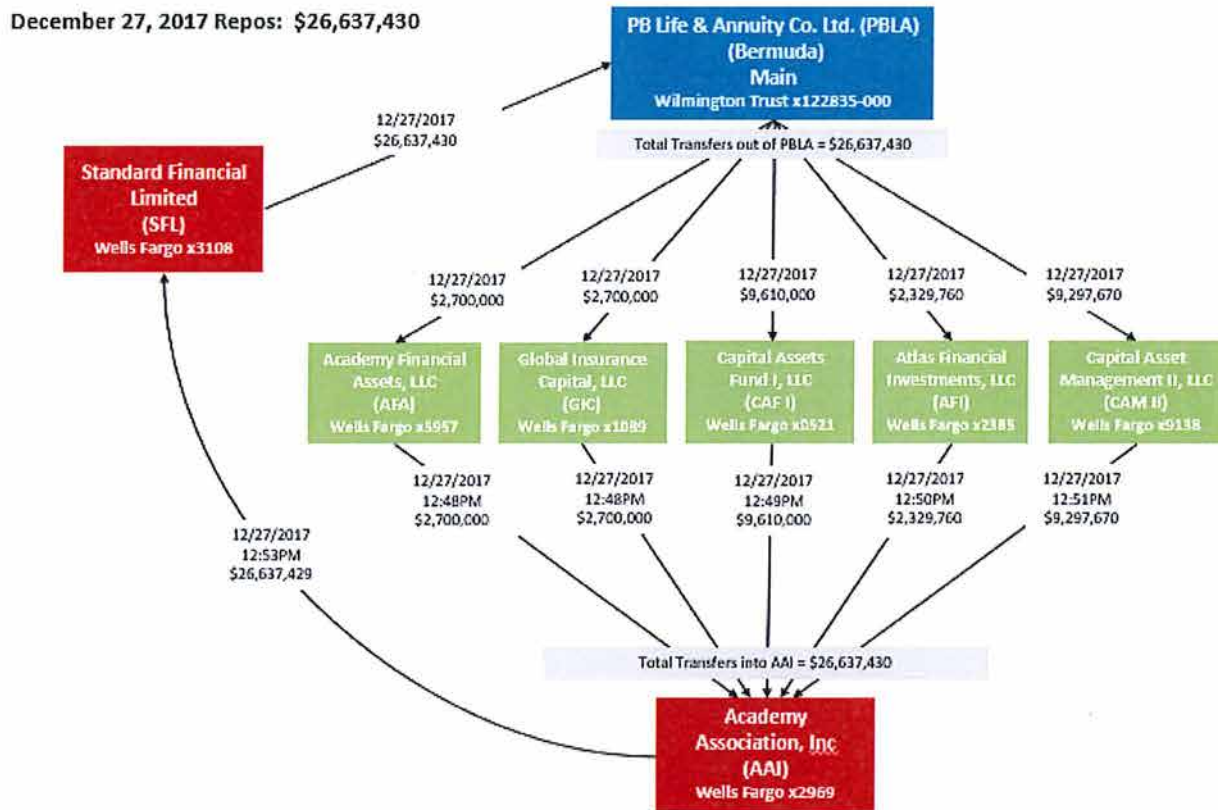 December 27, 2017 Repos: $26,637,430
PB Life & Annuity Co. Ltd. (PBLA)
(Bermuda)
Main
Wilmington Trust x122835-000
12/27/2017
$26,637,430
Total Transfers out of PBLA = $26,637,430
Standard Financial
Limited
(SFL)
Wells Fargo x3108
12/27/2017
$2,700,000
12/27/2017
$2,700,000
12/27/2017
$9,610,000
12/27/2017
$2,329,760
12/27/2017
$9,297,670
Academy Financial
Assets, LLC
(AFA)
Wells Fargo x5957
Global Insurance
Capital, LLC
(GIC)
Wells Fargo x1089
Capital Assets
Fund I, LLC
(CAF I)
Wells Fargo x0521
Atlas Financial
Investments, LLC
(AFI)
Wells Fargo x2385
Capital Asset
Management II, LLC
(CAM II)
Wells Fargo x9138
12/27/2017
12:48PM
$2,700,000
12/27/2017
12:48PM
$2,700,000
12/27/2017
12:49PM
$9,610,000
12/27/2017
12:50PM
$2,329,760
12/27/2017
12:51PM
$9,297,670
12/27/2017
12:53PM
$26,637,429
Total Transfers into AAI = $26,637,430
Academy
Association, Inc
(AAI)
Wells Fargo x2969